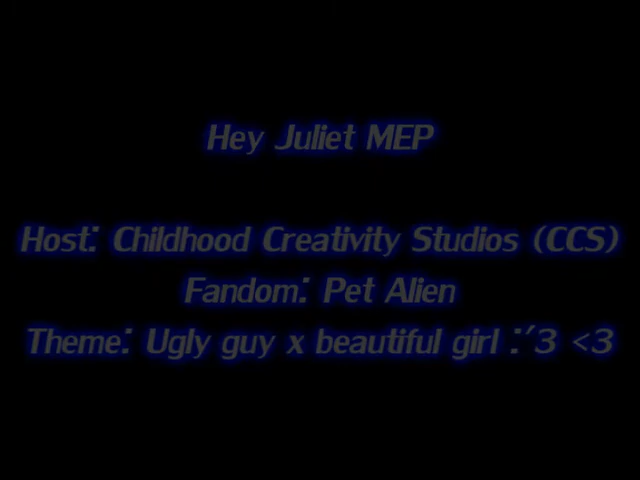 Hey Juliet MEP
Host: Childhood Creativity Studios (CCS)
Fandom: Pet Alien
Theme: Ugly guy x beautiful girl :'3 <3